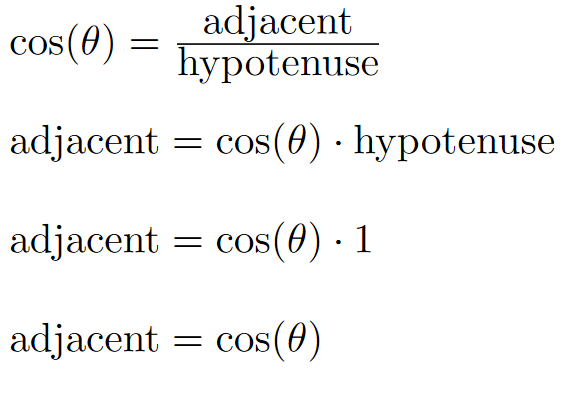 cos(θ) = adjacent / hypotenuse
adjacent = cos(θ) · hypotenuse
adjacent = cos(θ) · 1
adjacent = cos(θ)